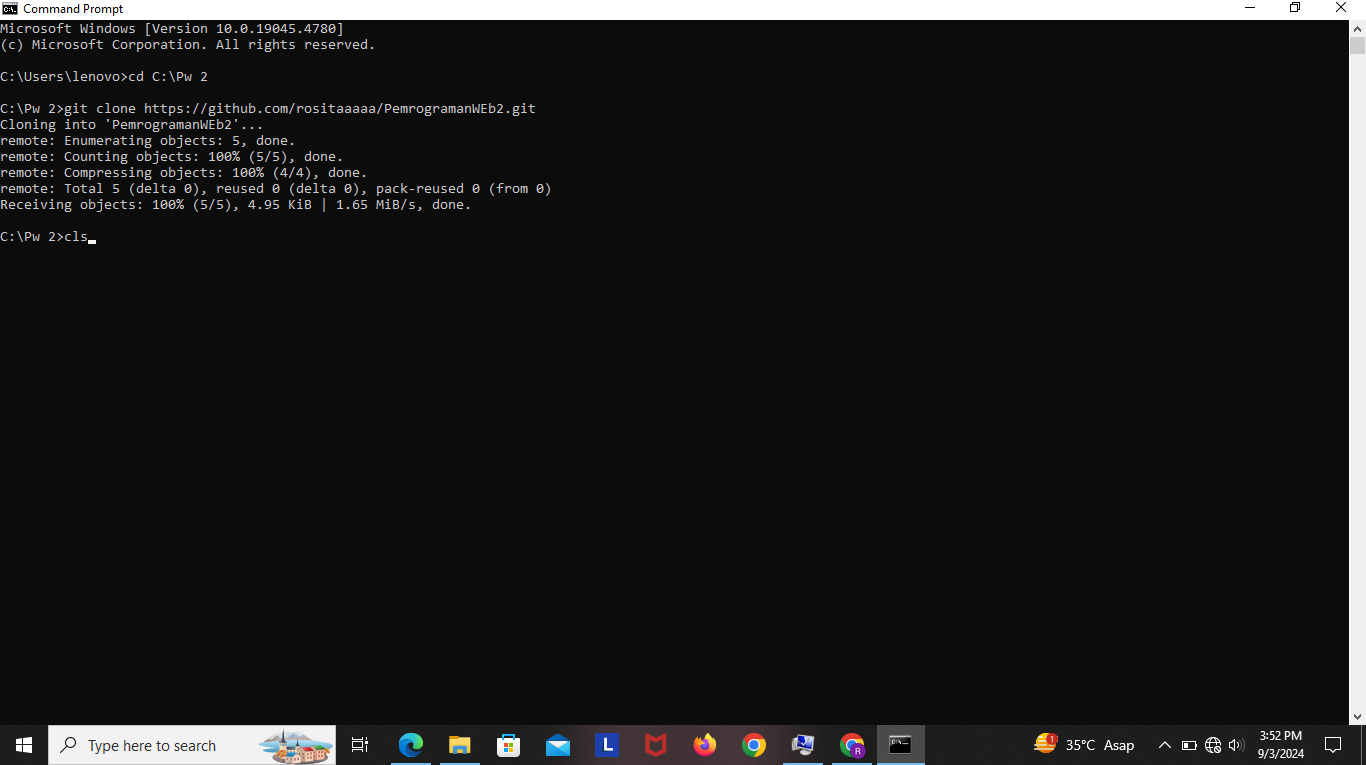 Command Prompt
Microsoft Windows [Version 10.0.19045.4780]
(c) Microsoft Corporation. All rights reserved.
C:\Users\lenovo>cd C:\Pw 2
C:\Pw 2>git clone https://github.com/rositaaaaa/PemrogramanWEb2.git
Cloning into 'PemrogramanWEb2'...
remote: Enumerating objects: 5, done.
remote: Counting objects: 100% (5/5), done.
remote: Compressing objects: 100% (4/4), done.
remote: Total 5 (delta 0), reused 0 (delta 0), pack-reused 0 (from 0)
Receiving objects: 100% (5/5), 4.95 KiB | 1.65 MiB/s, done.
C:\Pw 2>cls
Type here to search
L
R
1
35°C Asap
3:52 PM
9/3/2024